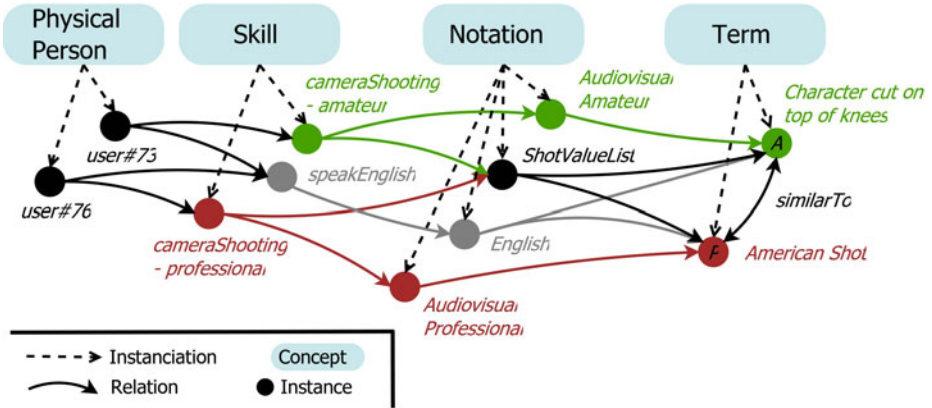 Physical
Person
Skill
Notation
Term
cameraShooting
- amateur
Audiovisual
Amateur
Character cut on
top of knees
A
user#73
ShotValueList
speakEnglish
user#76
similarTo
English
cameraShooting
- professional
P
American Shot
Audiovisual
Professional
Instanciation
Concept
Relation
Instance